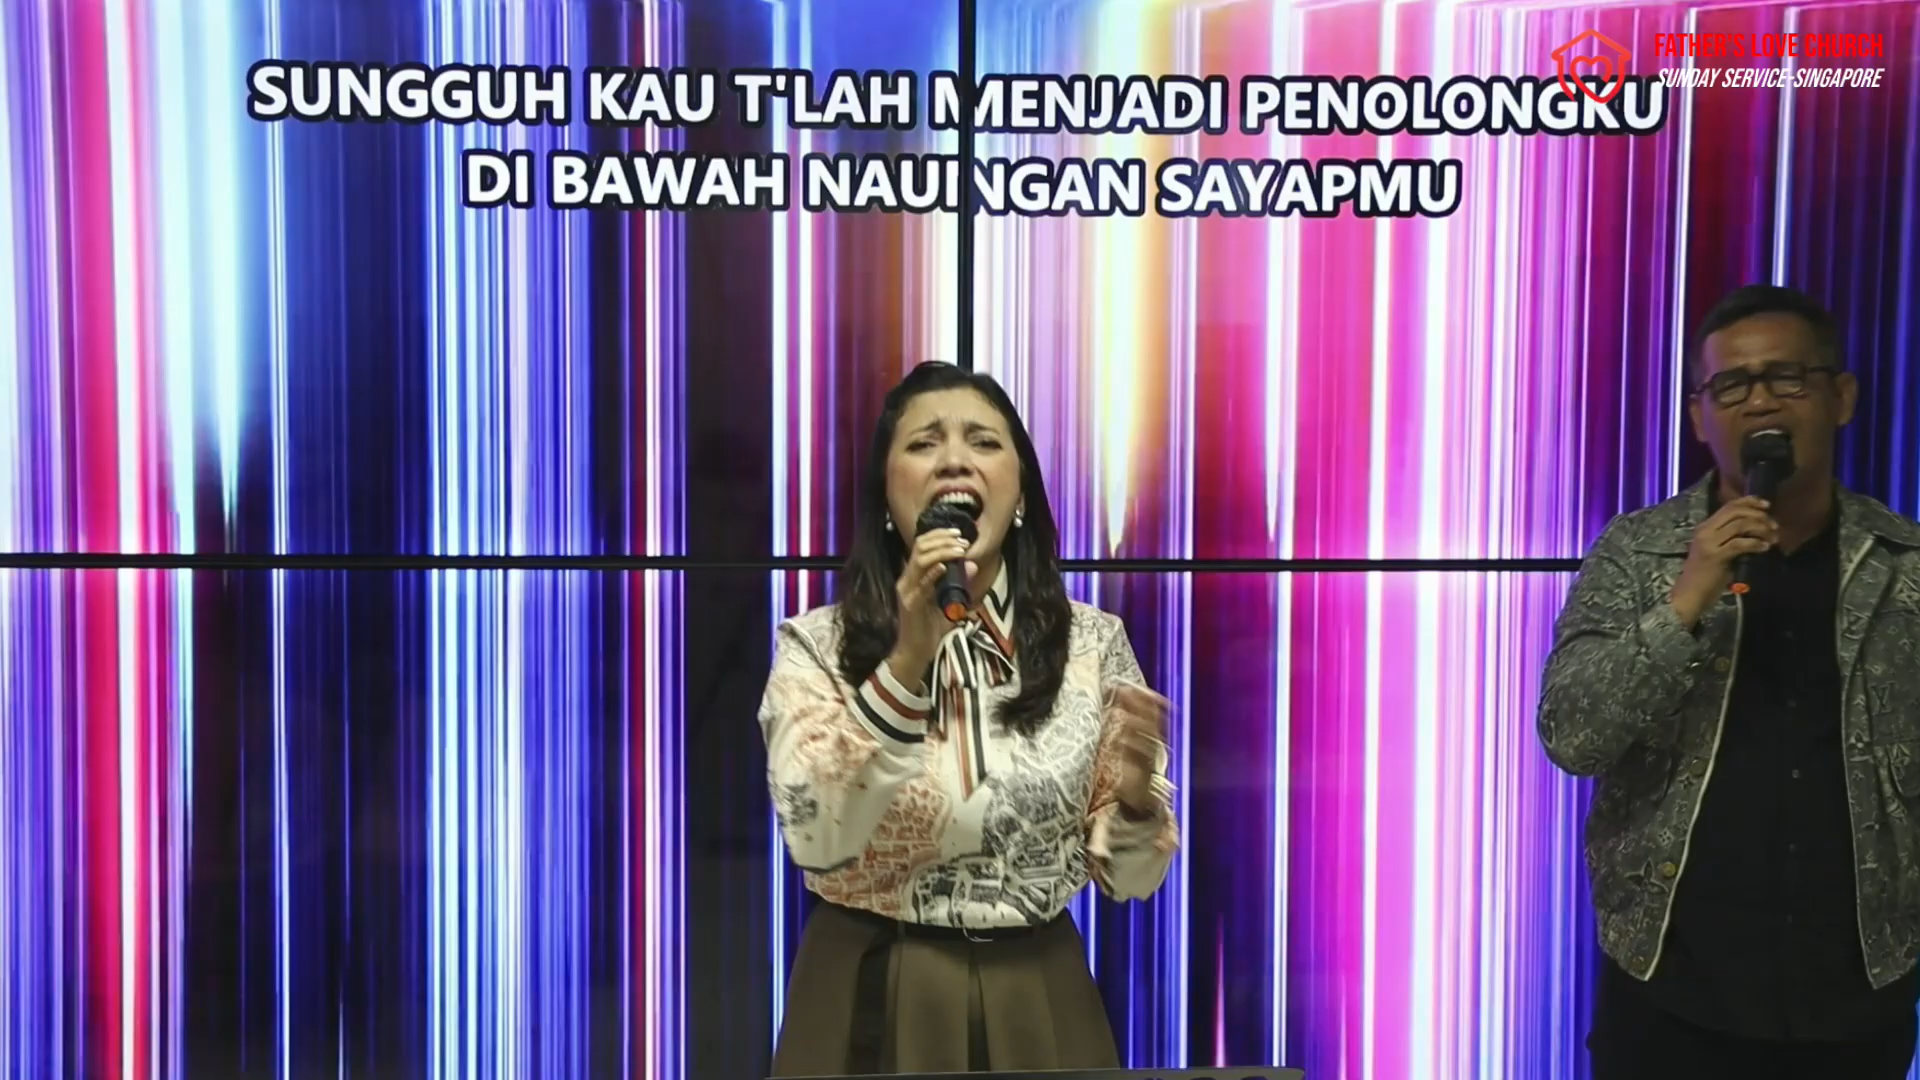 FATHER'S LOVE CHURCH
SUNDAY SERVICE-SINGAPORE
SUNGGUH KAU T'LAH MENJADI PENOLONGKU
DI BAWAH NAUNGAN SAYAPMU